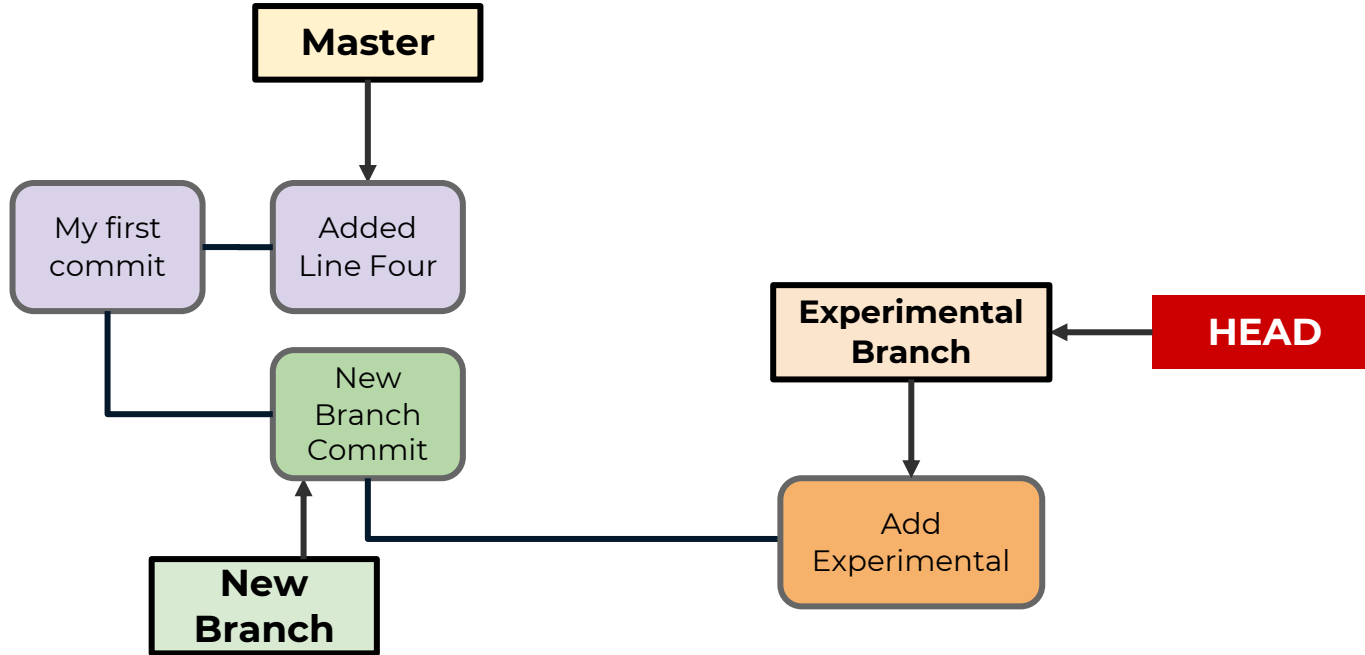 Master
My first
commit
Added
Line Four
Experimental
Branch
HEAD
New
Branch
Commit
Add
Experimental
New
Branch